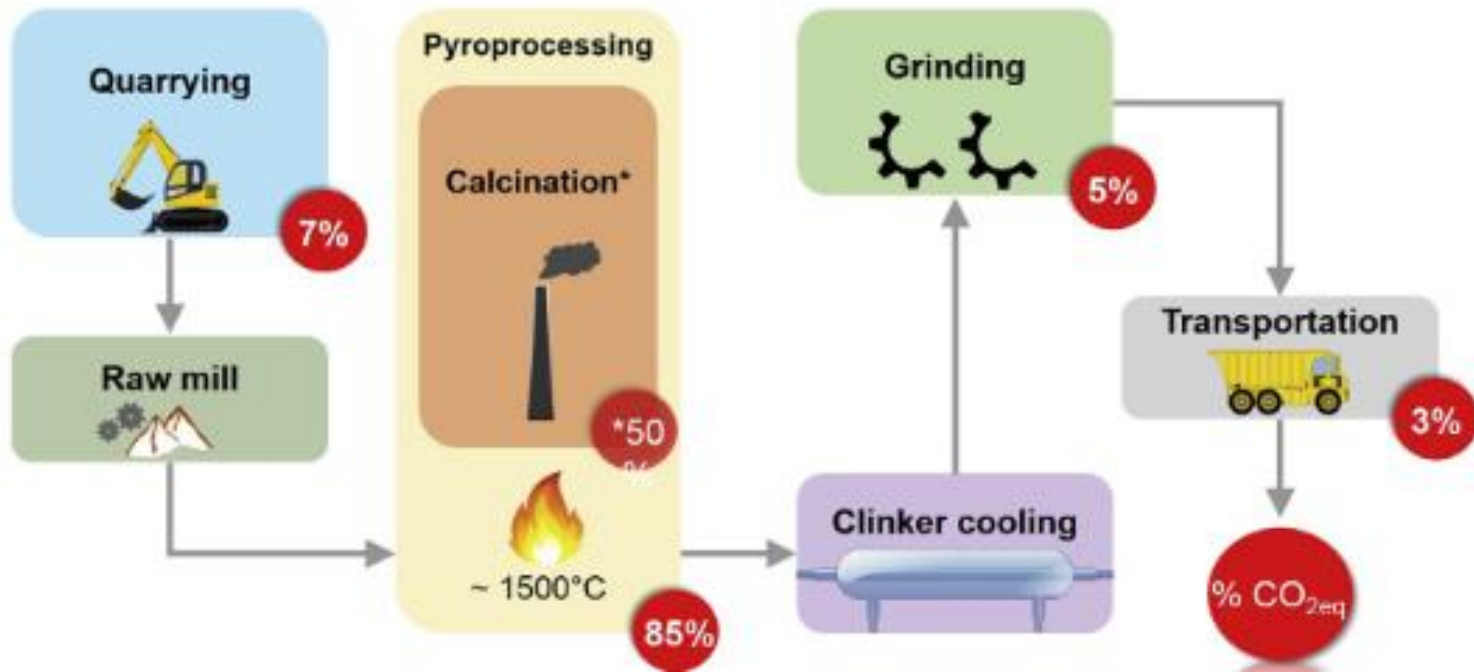 Quarrying
7%
Raw mill
Pyroprocessing
Calcination*
*50
%
~ 1500°C
85%
Clinker cooling
Grinding
5%
Transportation
3%
% CO₂eq